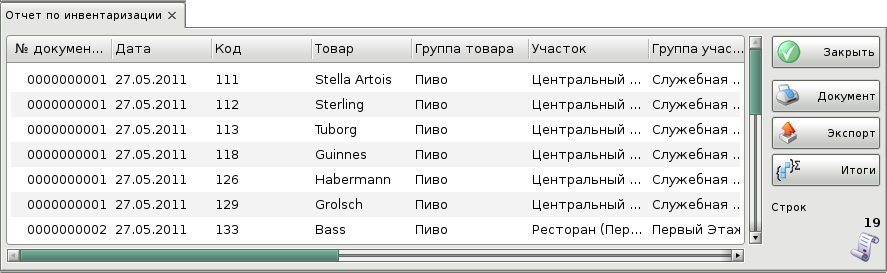 Отчет по инвентаризации
№ докумен... Дата Код Товар Группа товара Участок Группа учас...
0000000001 27.05.2011 111 Stella Artois Пиво Центральный ... Служебная ..
0000000001 27.05.2011 112 Sterling Пиво Центральный ... Служебная ..
0000000001 27.05.2011 113 Tuborg Пиво Центральный ... Служебная ..
0000000001 27.05.2011 118 Guinnes Пиво Центральный ... Служебная ..
0000000001 27.05.2011 126 Habermann Пиво Центральный ... Служебная ..
0000000001 27.05.2011 129 Grolsch Пиво Центральный ... Служебная ..
0000000002 27.05.2011 133 Bass Пиво Ресторан (Пер... Первый Этаж
Закрыть
Документ
Экспорт
Итоги
Строк
19